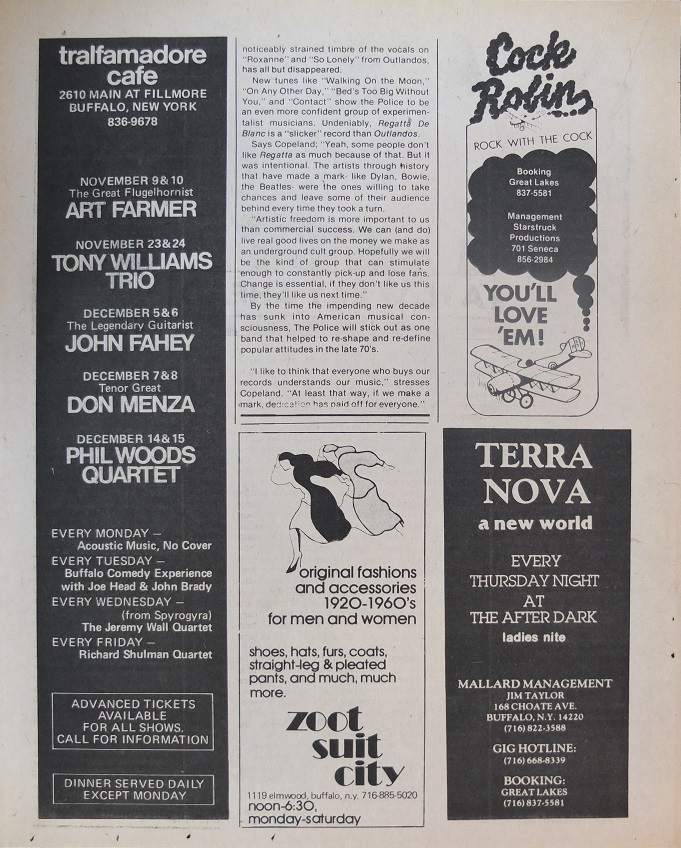 tralfamadore
cafe
2610 MAIN AT FILLMORE
BUFFALO, NEW YORK
836-9678
NOVEMBER 9 & 10
The Great Flugelhornist
ART FARMER
NOVEMBER 23 & 24
TONY WILLIAMS
TRIO
DECEMBER 5 & 6
The Legendary Guitarist
JOHN FAHEY
DECEMBER 7 & 8
Tenor Great
DON MENZA
DECEMBER 14 & 15
PHIL WOODS
QUARTET
EVERY MONDAY —
Acoustic Music, No Cover
EVERY TUESDAY —
Buffalo Comedy Experience
with Joe Head & John Brady
EVERY WEDNESDAY —
(from Spyrogyra)
The Jeremy Wall Quartet
EVERY FRIDAY —
Richard Shulman Quartet
ADVANCED TICKETS
AVAILABLE
FOR ALL SHOWS.
CALL FOR INFORMATION
DINNER SERVED DAILY
EXCEPT MONDAY
noticeably strained timbre of the vocals on
"Roxanne" and "So Lonely" from Outlandos,
has all but disappeared.
New tunes like "Walking On the Moon,"
"On Any Other Day," "Bed's Too Big Without
You," and "Contact" show the Police to be
an even more confident group of experimen-
talist musicians. Undeniably, Regatta De
Blanc is a "slicker" record than Outlandos.
Says Copeland; "Yeah, some people don't
like Regatta as much because of that. But it
was intentional. The artists through history
that have made a mark- like Dylan, Bowie,
the Beatles- were the ones willing to take
chances and leave some of their audience
behind every time they took a turn.
"Artistic freedom is more important to us
than commercial success. We can (and do)
live real good lives on the money we make as
an underground cult group. Hopefully we will
be the kind of group that can stimulate
enough to constantly pick-up and lose fans.
Change is essential, if they don't like us this
time, they'll like us next time."
By the time the impending new decade
has sunk into American musical con-
sciousness, The Police will stick out as one
band that helped to re-shape and re-define
popular attitudes in the late 70's.
"I like to think that everyone who buys our
records understands our music," stresses
Copeland. "At least that way, if we make a
mark, dedication has paid off for everyone."
original fashions
and accessories
1920-1960's
for men and women
shoes, hats, furs, coats,
straight-leg & pleated
pants, and much, much
more.
zoot
suit
city
1119 elmwood, buffalo, n.y. 716-885-5020
noon-6:30,
monday-saturday
Cock
Robin
ROCK WITH THE COCK
Booking
Great Lakes
837-5581
Management
Starstruck
Productions
701 Seneca
856-2984
YOU'LL
LOVE
'EM!
TERRA
NOVA
a new world
EVERY
THURSDAY NIGHT
AT
THE AFTER DARK
ladies nite
MALLARD MANAGEMENT
JIM TAYLOR
168 CHOATE AVE.
BUFFALO, N.Y. 14220
(716) 822-3588
GIG HOTLINE:
(716) 668-8339
BOOKING:
GREAT LAKES
(716) 837-5581